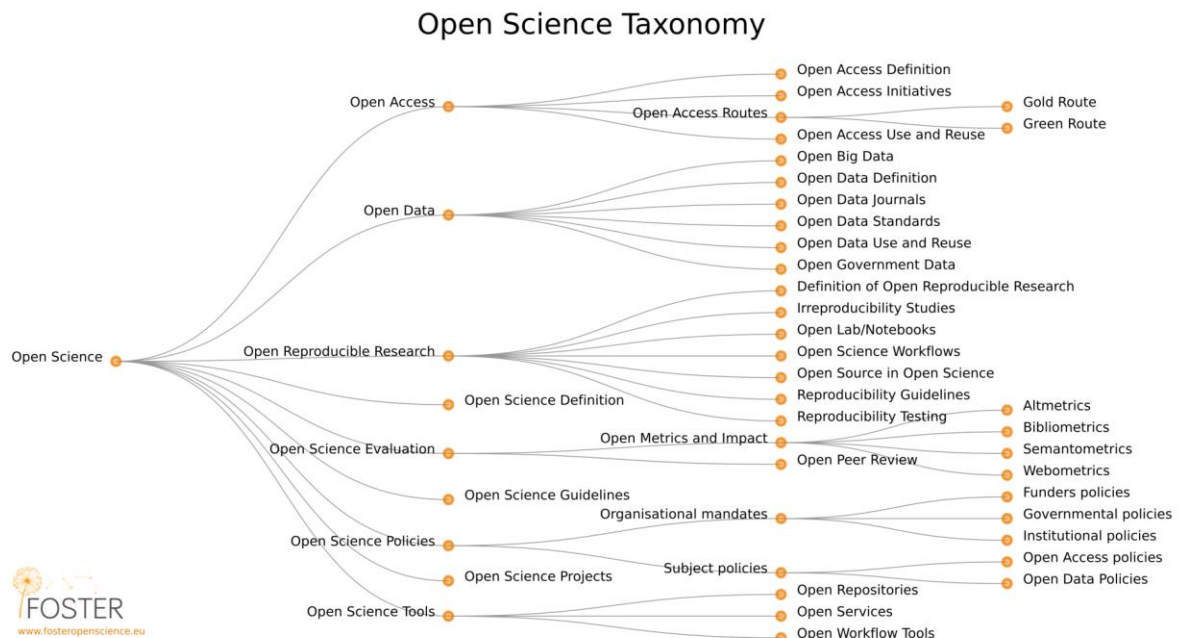 Open Science Taxonomy
Open Science
Open Access
Open Access Definition
Open Access Initiatives
Open Access Routes
Gold Route
Green Route
Open Access Use and Reuse
Open Data
Open Big Data
Open Data Definition
Open Data Journals
Open Data Standards
Open Data Use and Reuse
Open Government Data
Open Reproducible Research
Definition of Open Reproducible Research
Irreproducibility Studies
Open Lab/Notebooks
Open Science Workflows
Open Source in Open Science
Reproducibility Guidelines
Reproducibility Testing
Open Science Definition
Open Science Evaluation
Open Metrics and Impact
Altmetrics
Bibliometrics
Semantometrics
Webometrics
Open Peer Review
Open Science Guidelines
Open Science Policies
Organisational mandates
Funders policies
Governmental policies
Institutional policies
Subject policies
Open Access policies
Open Data Policies
Open Science Projects
Open Science Tools
Open Repositories
Open Services
Open Workflow Tools
FOSTER
www.fosteropenscience.eu